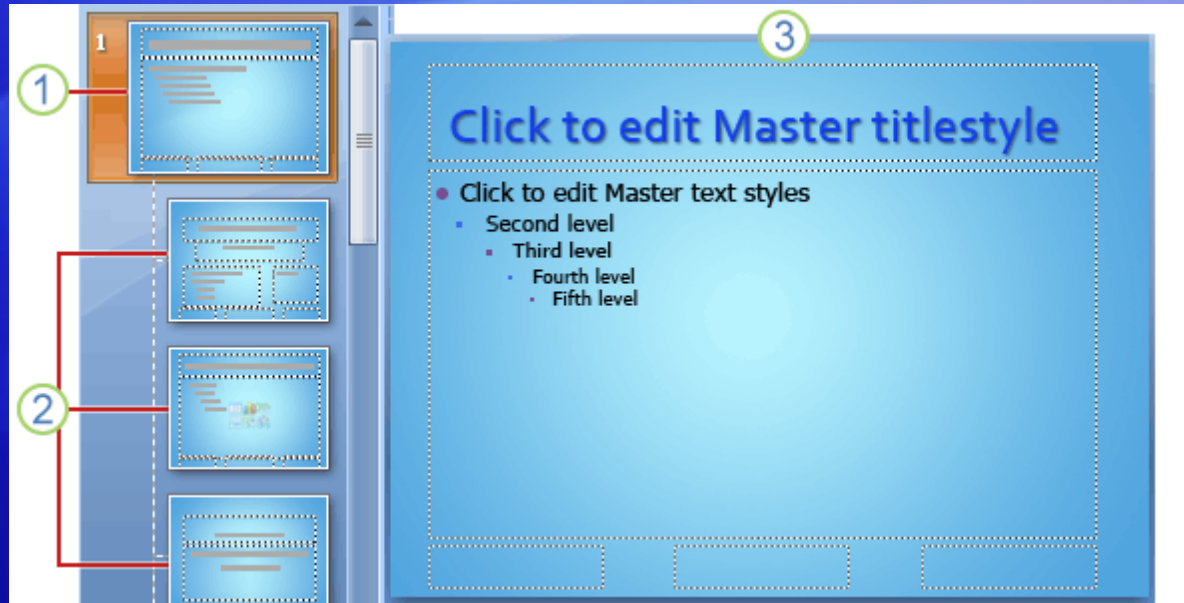 1
1
2
3
Click to edit Master titlestyle
Click to edit Master text styles
Second level
Third level
Fourth level
Fifth level